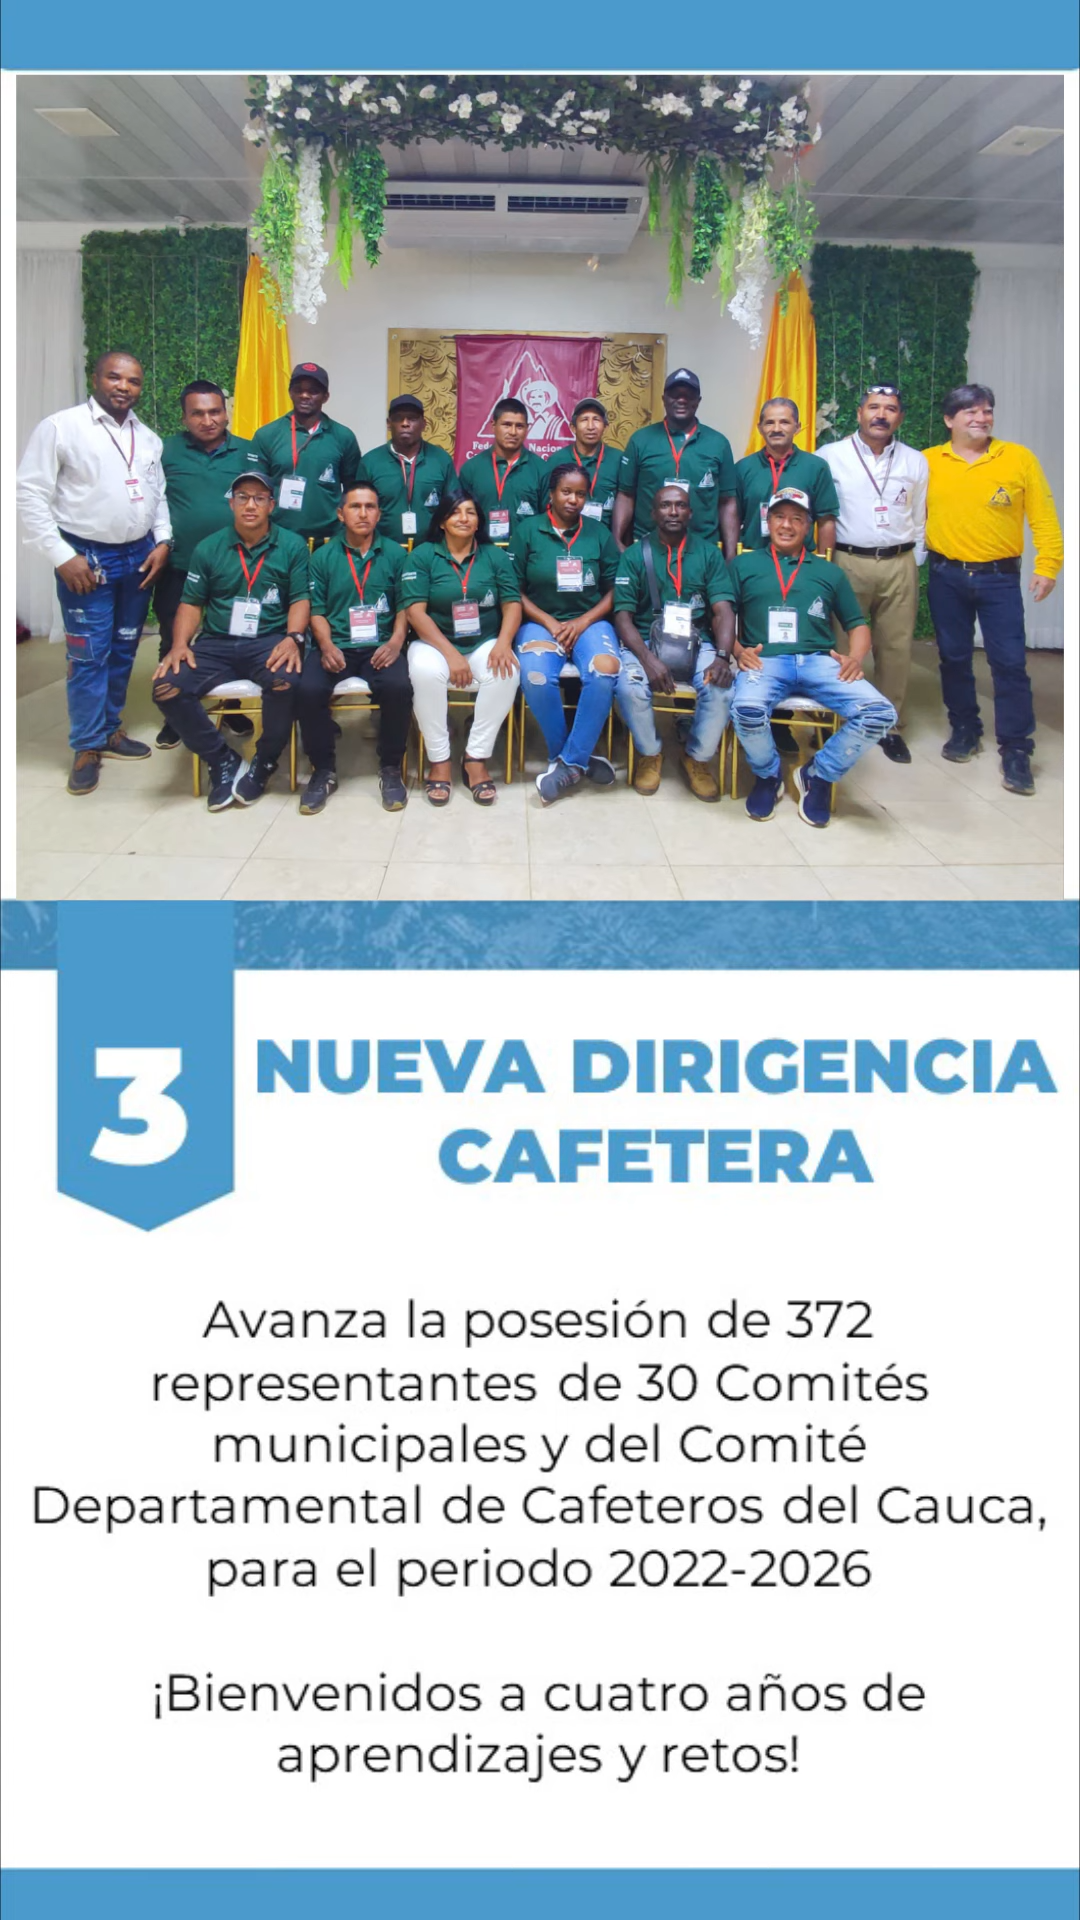 Nacion
3
NUEVA DIRIGENCIA
CAFETERA
Avanza la posesión de 372
representantes de 30 Comités
municipales y del Comité
Departamental de Cafeteros del Cauca,
para el periodo 2022-2026
¡Bienvenidos a cuatro años de
aprendizajes y retos!